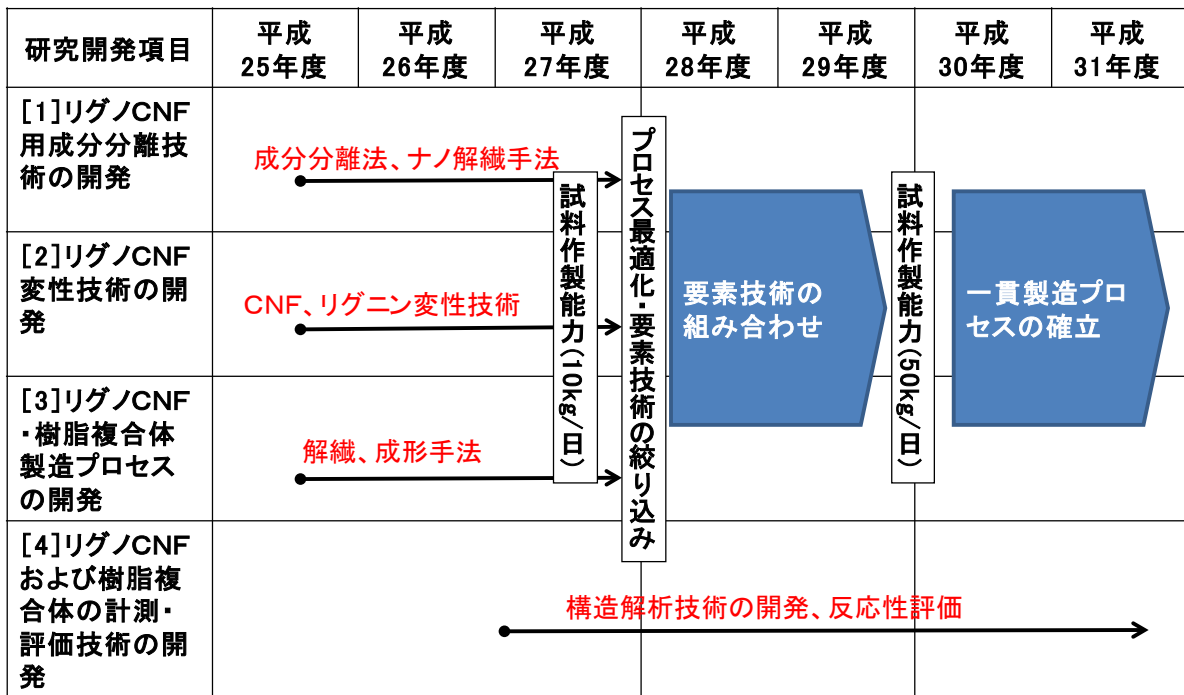 研究開発項目
平成
25年度
平成
26年度
平成
27年度
平成
28年度
平成
29年度
平成
30年度
平成
31年度
[1]リグノCNF
用成分分離技
術の開発
成分分離法、ナノ解繊手法
[2]リグノCNF
変性技術の開
発
CNF、リグニン変性技術
[3]リグノCNF
・樹脂複合体
製造プロセス
の開発
解繊、成形手法
試料作製能力(10kg/日)
プロセス最適化・要素技術の絞り込み
要素技術の
組み合わせ
試料作製能力(50kg/日)
一貫製造プロ
セスの確立
[4]リグノCNF
および樹脂複
合体の計測・
評価技術の開
発
構造解析技術の開発、反応性評価